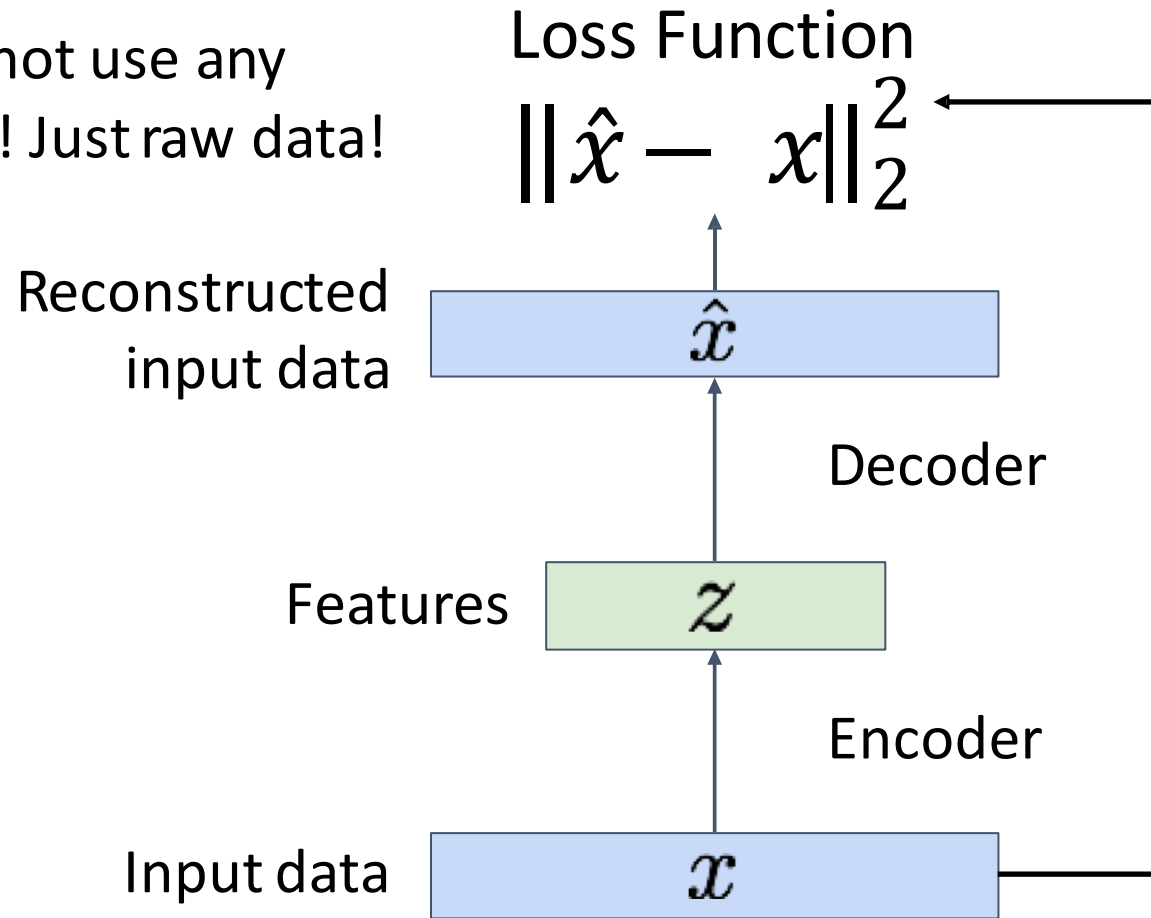 not use any
! Just raw data!
Loss Function
‖x̂ − x‖₂²
Reconstructed
input data
x̂
Decoder
Features
z
Encoder
Input data
x